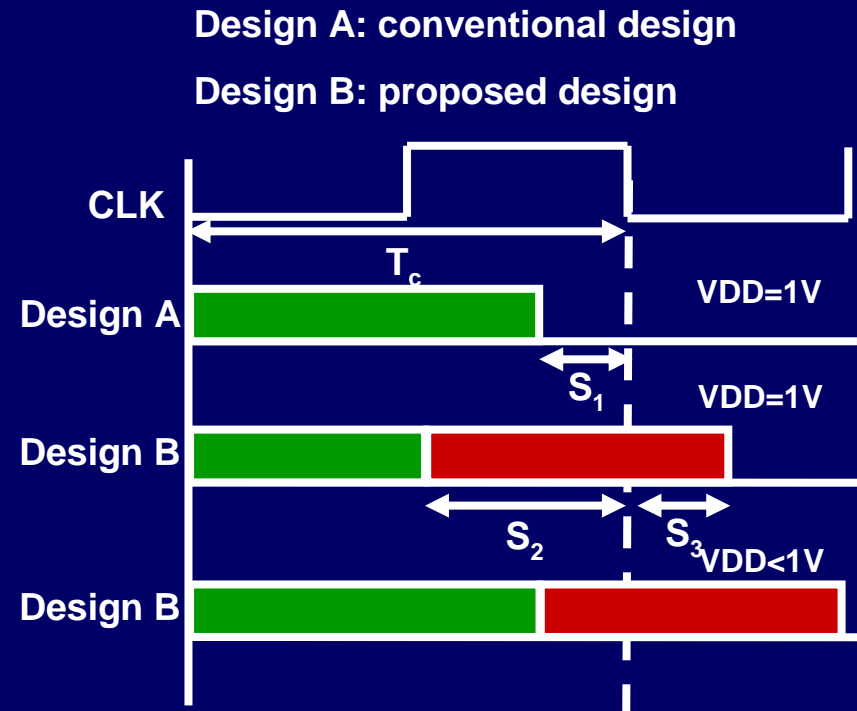 Design A: conventional design
Design B: proposed design
CLK
Tc
VDD=1V
Design A
S1
VDD=1V
Design B
S2
S3
VDD<1V
Design B